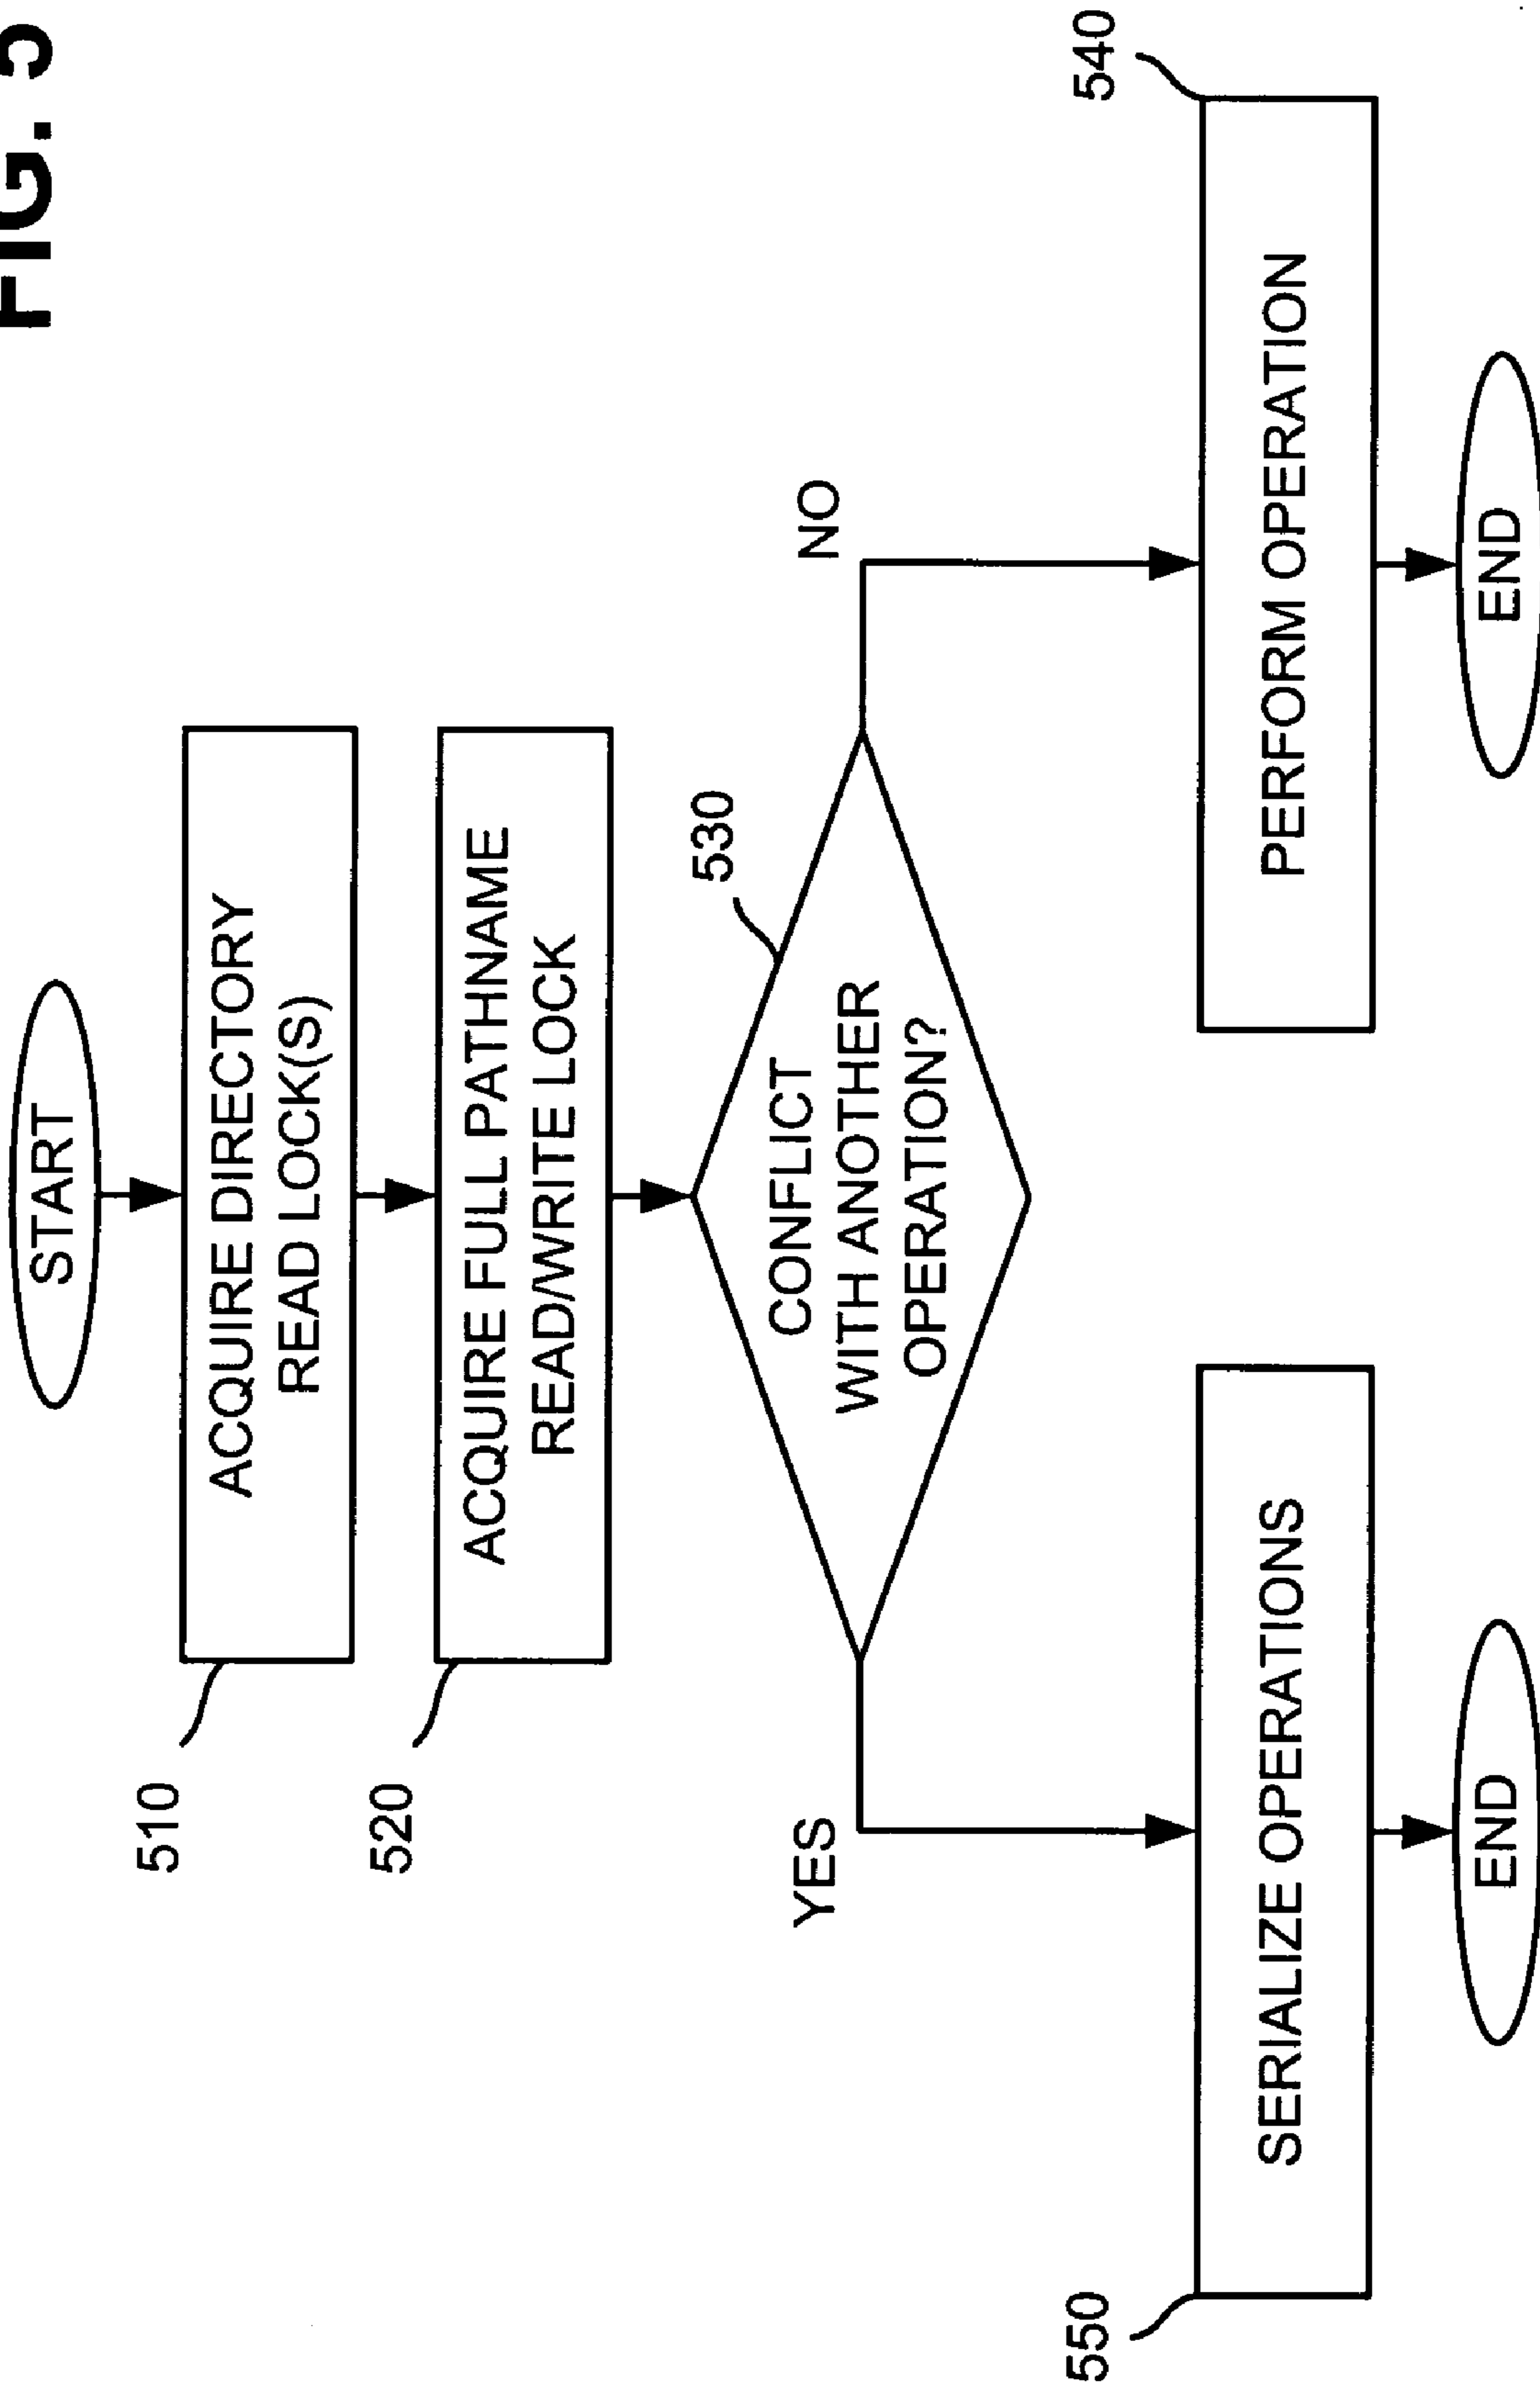 FIG. 5
START
510
ACQUIRE DIRECTORY
READ LOCK(S)
520
ACQUIRE FULL PATHNAME
READ/WRITE LOCK
530
CONFLICT
WITH ANOTHER
OPERATION?
YES
NO
550
SERIALIZE OPERATIONS
540
PERFORM OPERATION
END
END